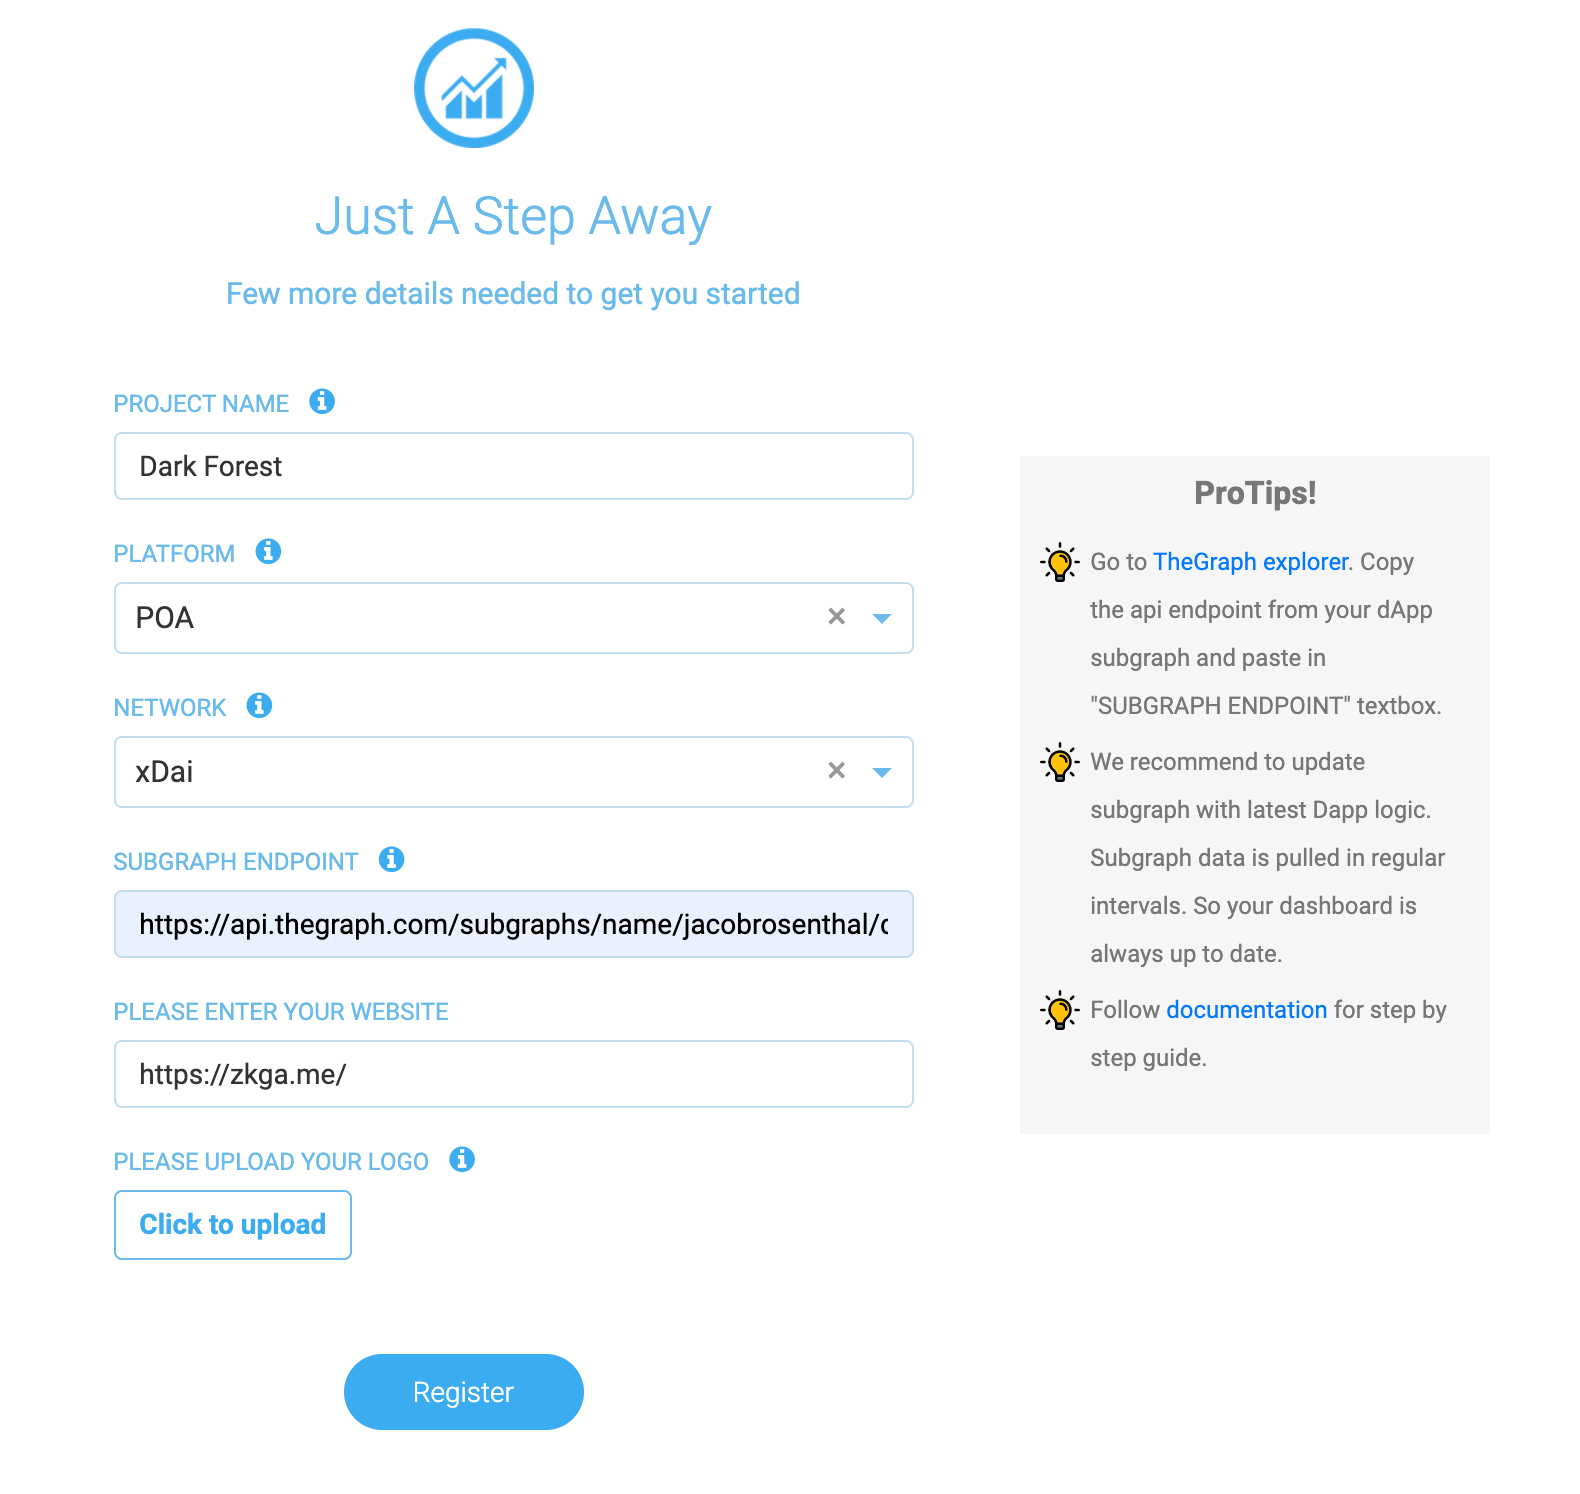 Just A Step Away
Few more details needed to get you started
PROJECT NAME
Dark Forest
PLATFORM
POA
NETWORK
xDai
SUBGRAPH ENDPOINT
https://api.thegraph.com/subgraphs/name/jacobrosenthal/
PLEASE ENTER YOUR WEBSITE
https://zkga.me/
PLEASE UPLOAD YOUR LOGO
Click to upload
Register
ProTips!
Go to TheGraph explorer. Copy
the api endpoint from your dApp
subgraph and paste in
"SUBGRAPH ENDPOINT" textbox.
We recommend to update
subgraph with latest Dapp logic.
Subgraph data is pulled in regular
intervals. So your dashboard is
always up to date.
Follow documentation for step by
step guide.